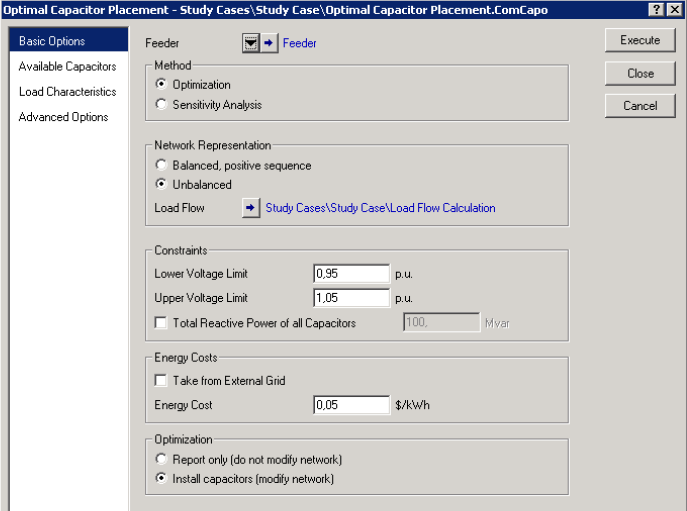 Optimal Capacitor Placement - Study Cases\Study Case\Optimal Capacitor Placement.ComCapo
Basic Options
Available Capacitors
Load Characteristics
Advanced Options
Feeder
Feeder
Method
Optimization
Sensitivity Analysis
Network Representation
Balanced, positive sequence
Unbalanced
Load Flow
Study Cases\Study Case\Load Flow Calculation
Constraints
Lower Voltage Limit 0,95 p.u.
Upper Voltage Limit 1,05 p.u.
Total Reactive Power of all Capacitors 100, Mvar
Energy Costs
Take from External Grid
Energy Cost 0,05 $/kWh
Optimization
Report only (do not modify network)
Install capacitors (modify network)
Execute
Close
Cancel